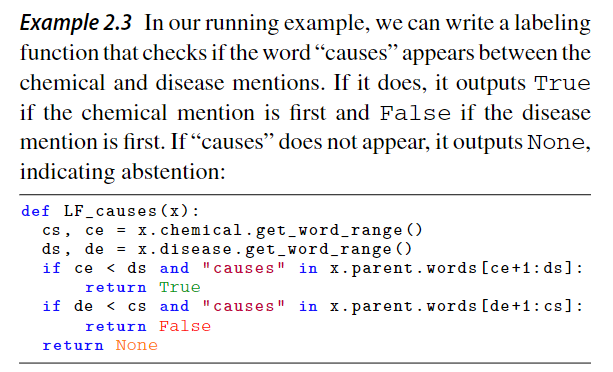 Example 2.3 In our running example, we can write a labeling
function that checks if the word “causes” appears between the
chemical and disease mentions. If it does, it outputs True
if the chemical mention is first and False if the disease
mention is first. If “causes” does not appear, it outputs None,
indicating abstention:
def LF_causes(x):
  cs, ce = x.chemical.get_word_range()
  ds, de = x.disease.get_word_range()
  if ce < ds and "causes" in x.parent.words[ce+1:ds]:
      return True
  if de < cs and "causes" in x.parent.words[de+1:cs]:
      return False
  return None